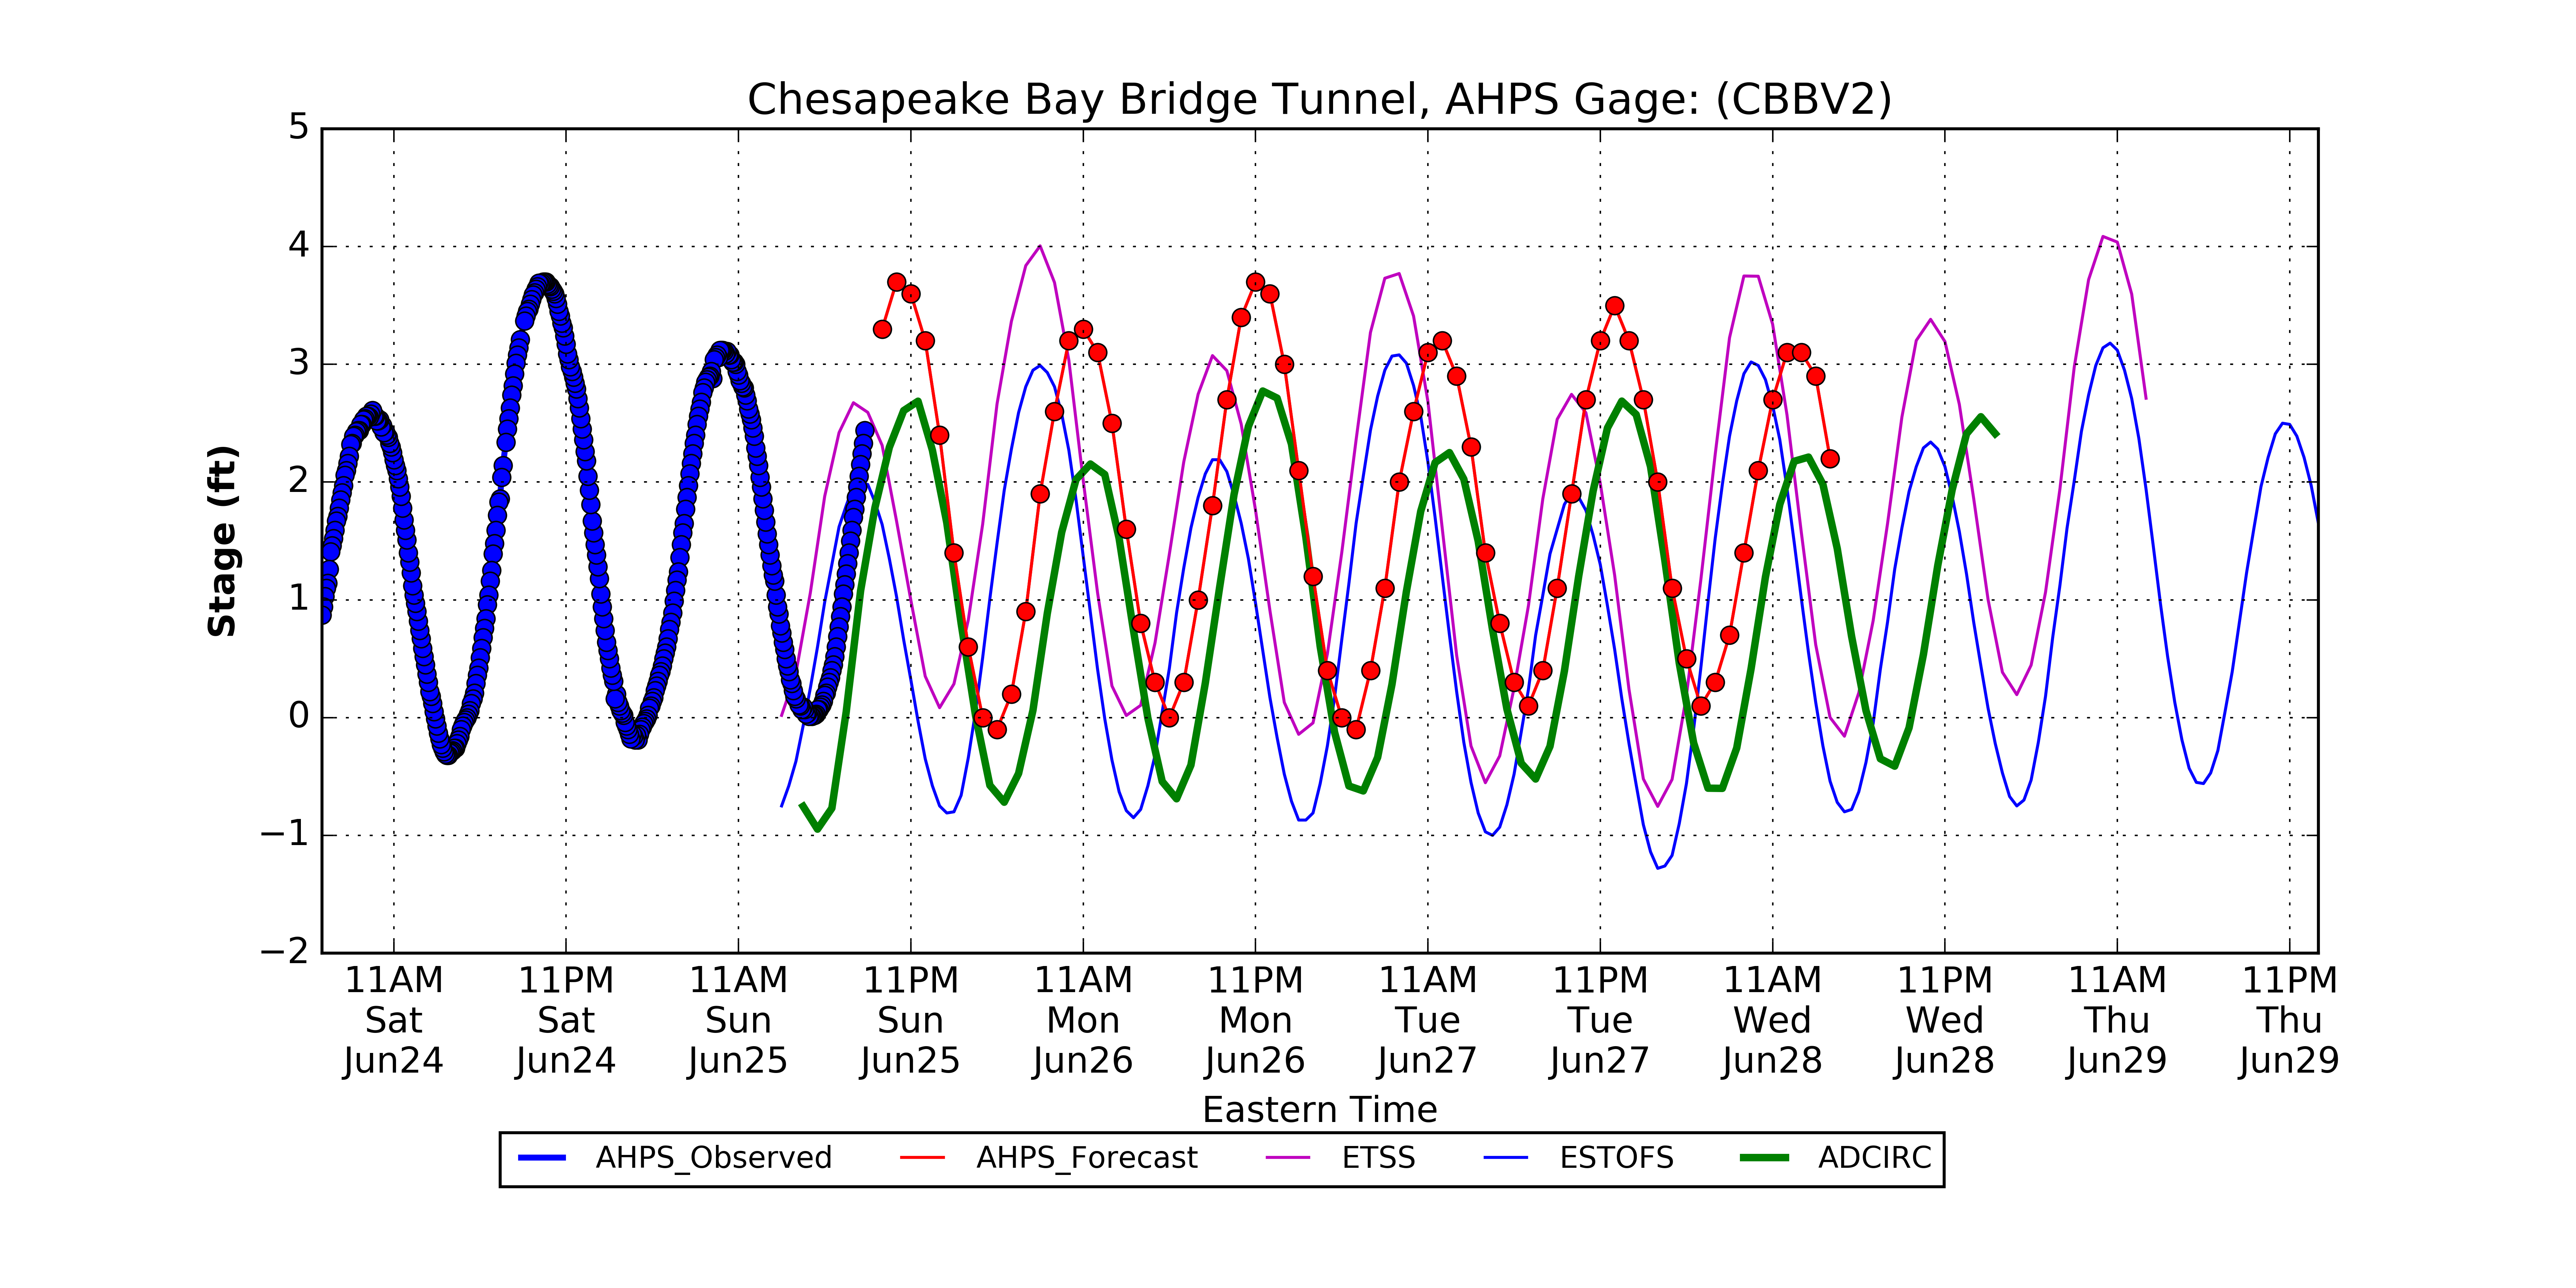 Chesapeake Bay Bridge Tunnel, AHPS Gage: (CBBV2)
5
4
3
2
1
0
−1
−2
Stage (ft)
11AM 11PM 11AM 11PM 11AM 11PM 11AM 11PM 11AM 11PM 11AM 11PM
Sat Sat Sun Sun Mon Mon Tue Tue Wed Wed Thu Thu
Jun24 Jun24 Jun25 Jun25 Jun26 Jun26 Jun27 Jun27 Jun28 Jun28 Jun29 Jun29
Eastern Time
AHPS_Observed AHPS_Forecast ETSS ESTOFS ADCIRC